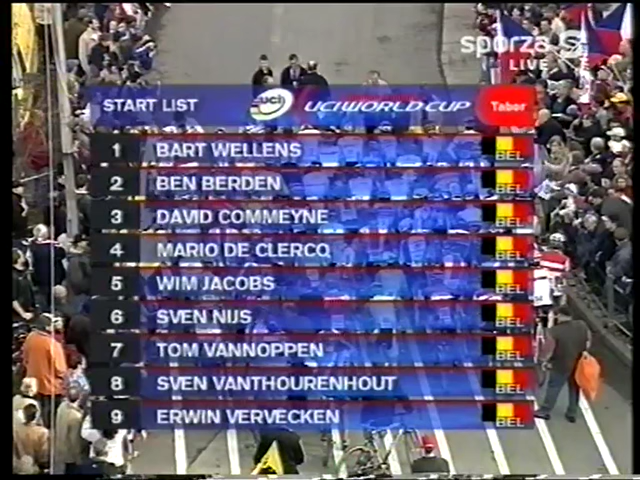 sporza
LIVE
START LIST uci UCI WORLD CUP Tabor
1 BART WELLENS BEL
2 BEN BERDEN BEL
3 DAVID COMMEYNE BEL
4 MARIO DE CLERCQ BEL
5 WIM JACOBS BEL
6 SVEN NIJS BEL
7 TOM VANNOPPEN BEL
8 SVEN VANTHOURENHOUT BEL
9 ERWIN VERVECKEN BEL